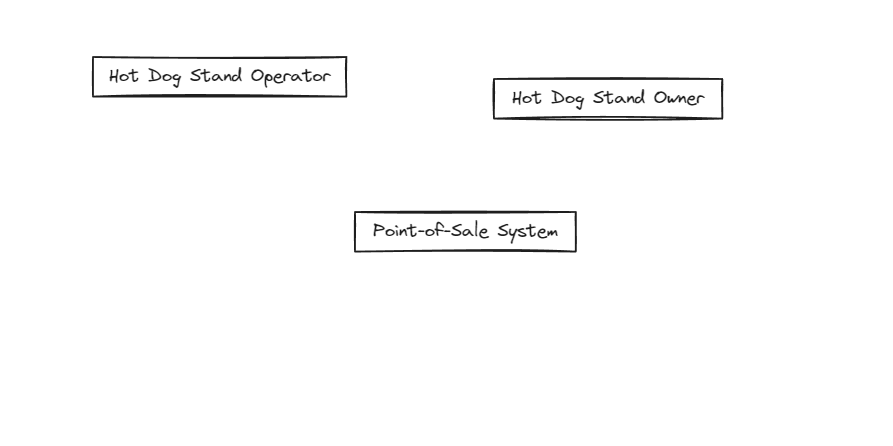 Hot Dog Stand Operator
Hot Dog Stand Owner
Point-of-Sale System